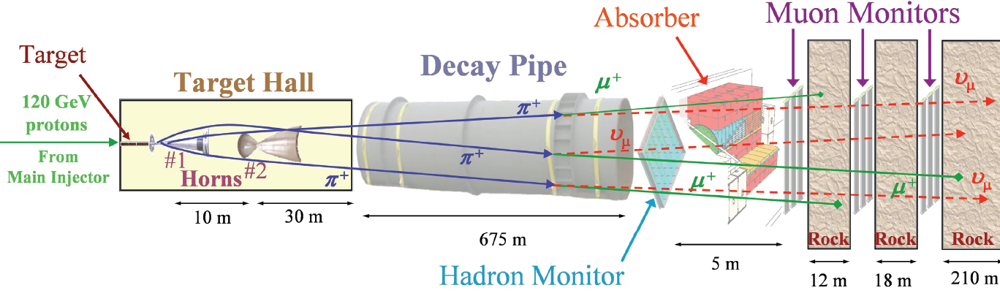 Target
120 GeV
protons
From
Main Injector
Target Hall
#1
Horns
#2
π+
10 m
30 m
Decay Pipe
π+
π+
μ+
υμ
675 m
Hadron Monitor
Absorber
μ+
5 m
Muon Monitors
υμ
μ+
υμ
Rock
Rock
Rock
12 m
18 m
210 m